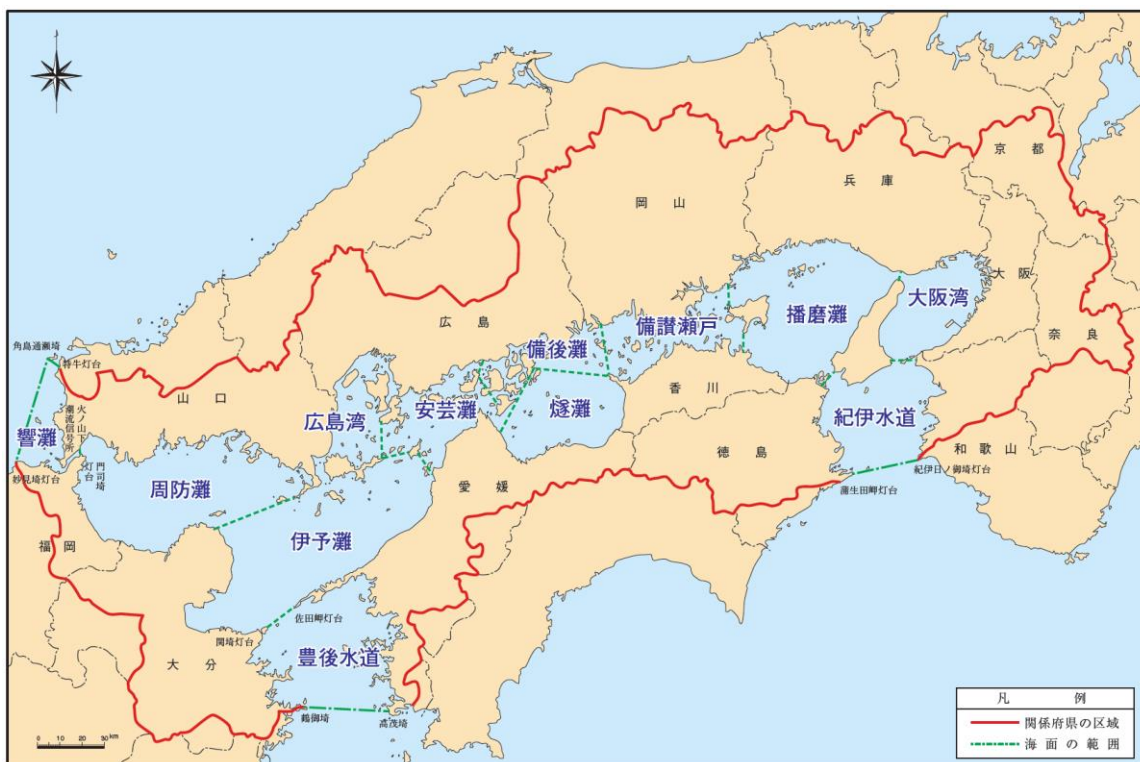 京都
兵庫
岡山
大阪
大阪湾
播磨灘
備讃瀬戸
広島
備後灘
奈良
角島通瀬埼
特牛灯台
山口
香川
安芸灘
燧灘
広島湾
紀伊水道
火ノ山下
潮流信号所
響灘
徳島
和歌山
門司埼
灯台
妙見埼灯台
紀伊日ノ御埼灯台
愛媛
周防灘
蒲生田岬灯台
伊予灘
福岡
佐田岬灯台
関埼灯台
豊後水道
大分
鶴御埼
高茂埼
凡例
関係府県の区域
海面の範囲
0 10 20 30 km